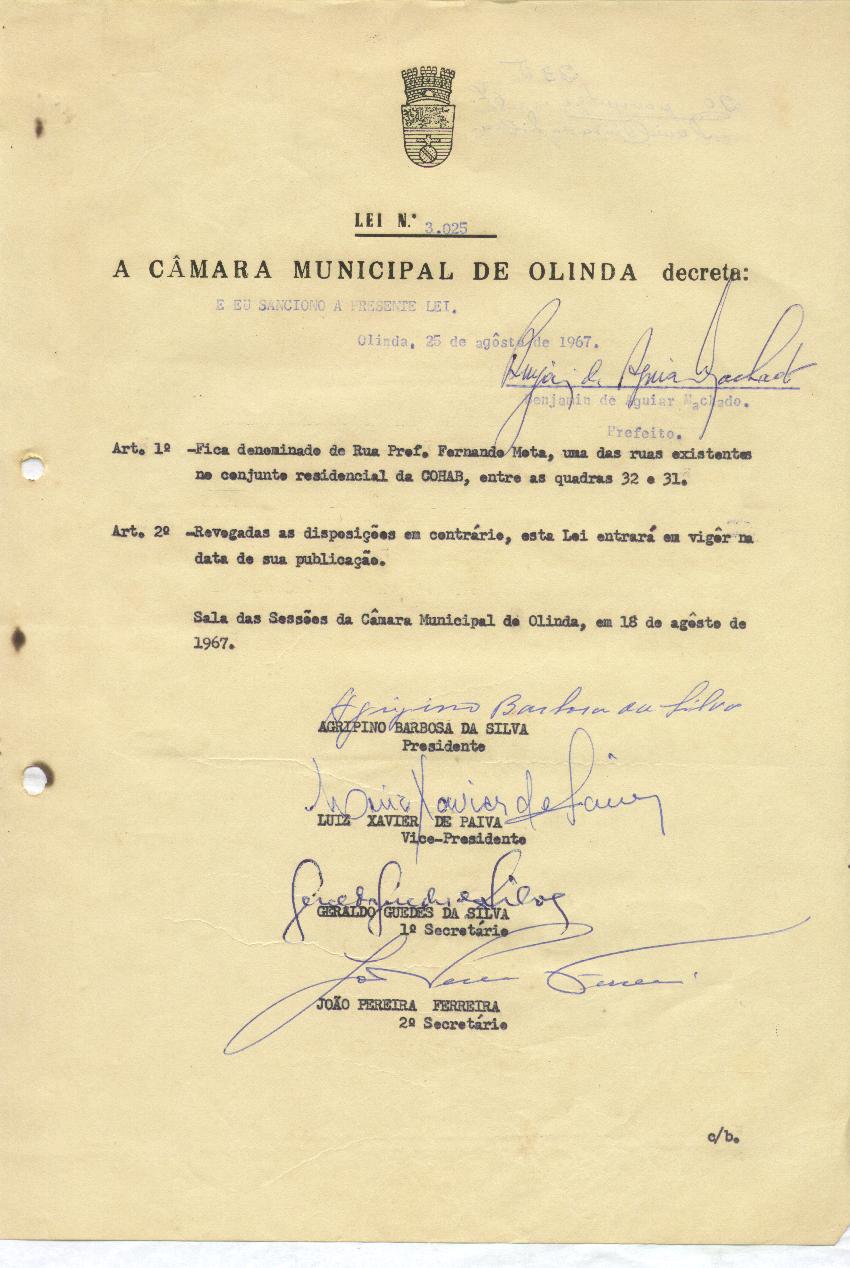 LEI N.º 3.025
A CÂMARA MUNICIPAL DE OLINDA decreta:
E EU SANCIONO A PRESENTE LEI.
Olinda, 25 de agôsto de 1967.
Benjamin de Aguiar Machado
Benjamin de Aguiar Machado.
Prefeito.
Art. 1º -Fica denominado de Rua Prof. Fernando Mota, uma das ruas existentes
no conjunto residencial da COHAB, entre as quadras 32 e 31.
Art. 2º -Revogadas as disposições em contrário, esta Lei entrará em vigôr na
data de sua publicação.
Sala das Sessões da Câmara Municipal de Olinda, em 18 de agôsto de
1967.
Agripino Barbosa da Silva
AGRIPINO BARBOSA DA SILVA
Presidente
Luiz Xavier de Paiva
LUIZ XAVIER DE PAIVA
Vice-Presidente
Geraldo Guedes da Silva
GERALDO GUEDES DA SILVA
1º Secretário
João Pereira Ferreira
JOÃO PEREIRA FERREIRA
2º Secretário
c/b.